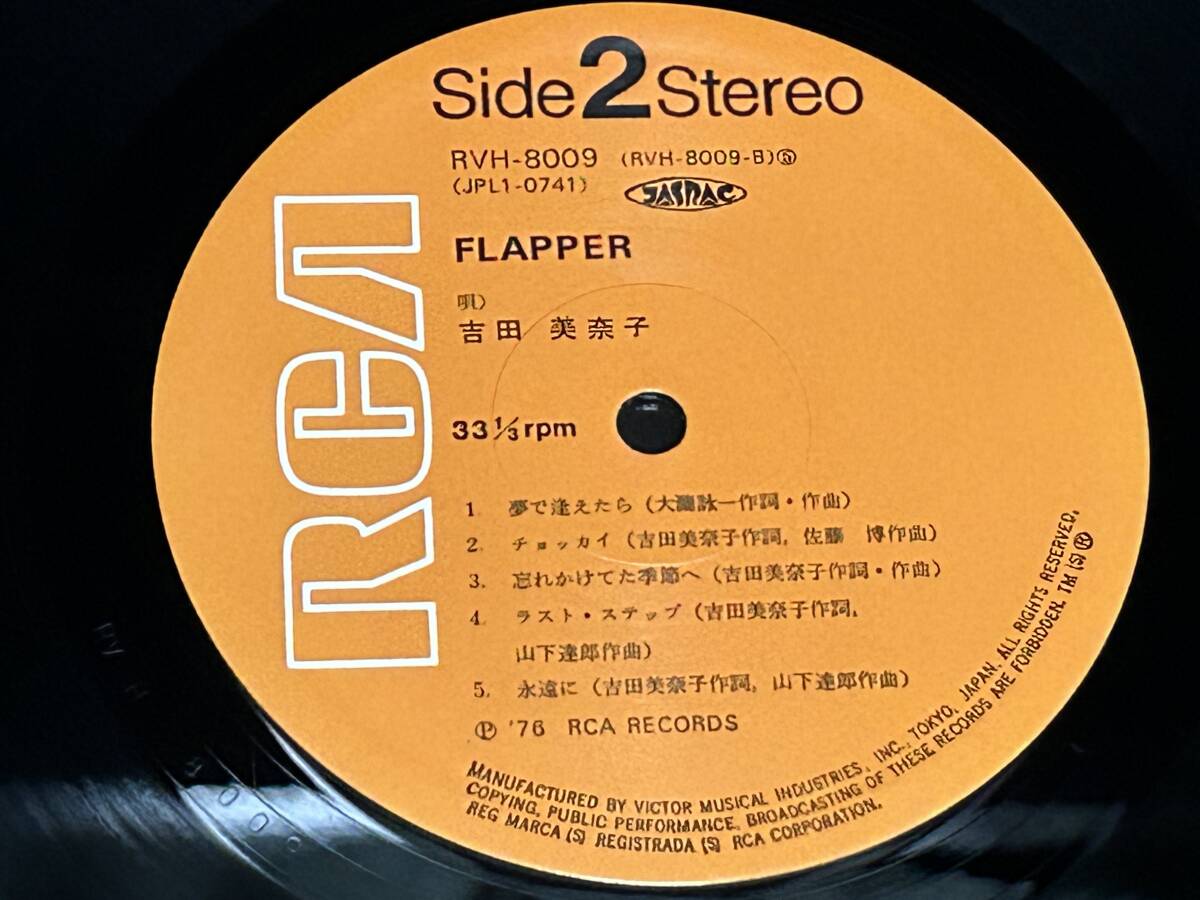 Side 2 Stereo
RVH-8009 (RVH-8009-B)
(JPL1-0741)
JASRAC
FLAPPER
唄)
吉田 美奈子
33 1/3 rpm
RCA
1. 夢で逢えたら (大瀧詠一作詞・作曲)
2. チョッカイ (吉田美奈子作詞, 佐藤 博作曲)
3. 忘れかけてた季節へ (吉田美奈子作詞・作曲)
4. ラスト・ステップ (吉田美奈子作詞,
山下達郎作曲)
5. 永遠に (吉田美奈子作詞, 山下達郎作曲)
Ⓟ '76 RCA RECORDS
MANUFACTURED BY VICTOR MUSICAL INDUSTRIES, INC., TOKYO, JAPAN. ALL RIGHTS RESERVED.
COPYING, PUBLIC PERFORMANCE, BROADCASTING OF THESE RECORDS ARE FORBIDDEN. TM (S) ®
REG MARCA (S) REGISTRADA (S) RCA CORPORATION.